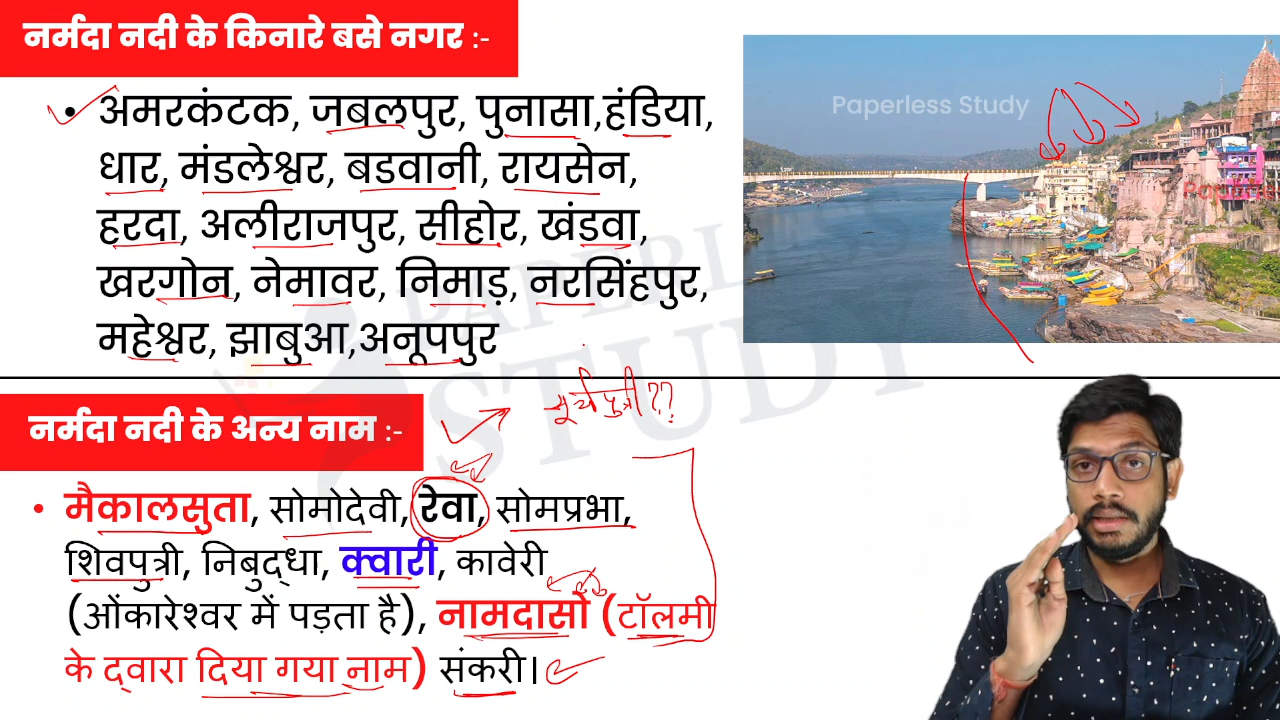 नर्मदा नदी के किनारे बसे नगर :-
• अमरकंटक, जबलपुर, पुनासा,हंडिया,
धार, मंडलेश्वर, बडवानी, रायसेन,
हरदा, अलीराजपुर, सीहोर, खंडवा,
खरगोन, नेमावर, निमाड़, नरसिंहपुर,
महेश्वर, झाबुआ,अनूपपुर
Paperless Study
PAPERLESS
STUDY
सूर्यपुत्री??
नर्मदा नदी के अन्य नाम :-
• मैकालसुता, सोमोदेवी, रेवा, सोमप्रभा,
शिवपुत्री, निबुद्धा, क्वारी, कावेरी
(ओंकारेश्वर में पड़ता है), नामदासो (टॉलमी
के द्वारा दिया गया नाम) संकरी।